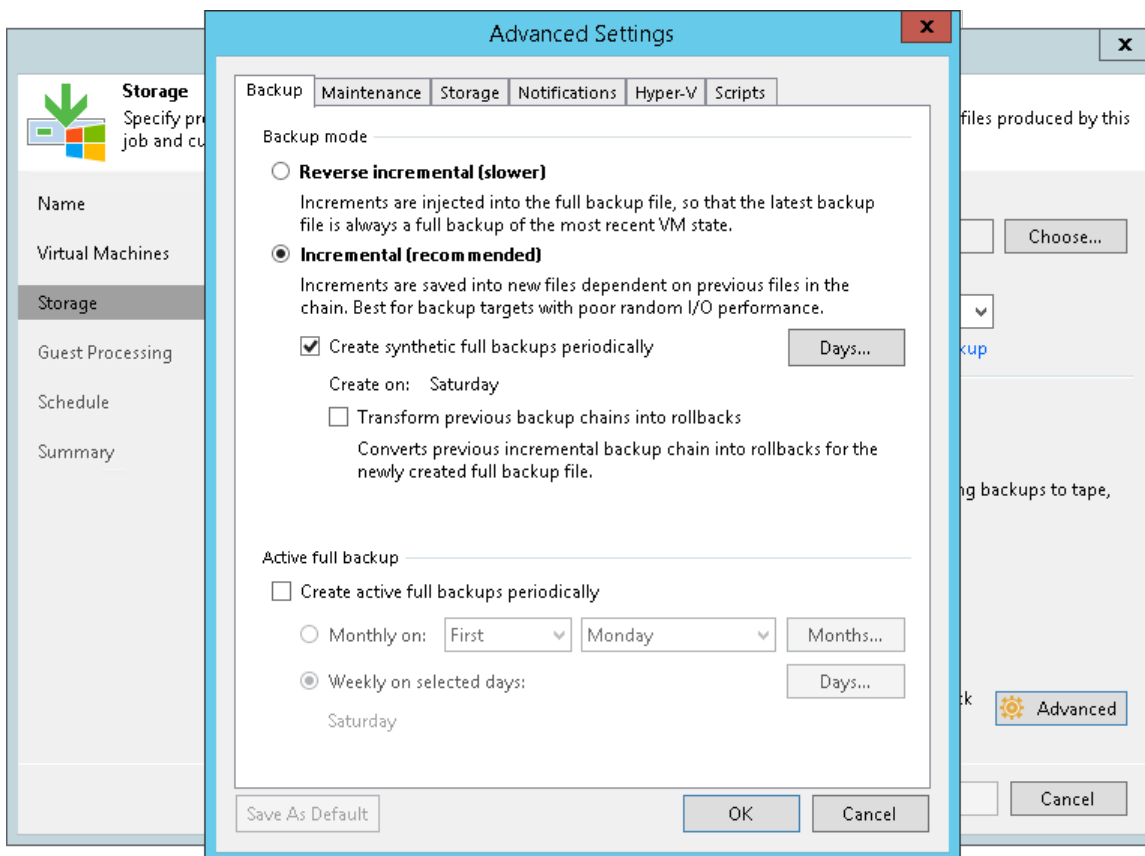 Advanced Settings
x
x
Storage
Specify pr
job and cu
files produced by this
Name
Virtual Machines
Storage
Guest Processing
Schedule
Summary
Backup
Maintenance
Storage
Notifications
Hyper-V
Scripts
Backup mode
Reverse incremental (slower)
Increments are injected into the full backup file, so that the latest backup
file is always a full backup of the most recent VM state.
Incremental (recommended)
Increments are saved into new files dependent on previous files in the
chain. Best for backup targets with poor random I/O performance.
Create synthetic full backups periodically
Days...
Create on: Saturday
Transform previous backup chains into rollbacks
Converts previous incremental backup chain into rollbacks for the
newly created full backup file.
Active full backup
Create active full backups periodically
Monthly on: First Monday Months...
Weekly on selected days: Days...
Saturday
Save As Default
OK
Cancel
Choose...
kup
ng backups to tape,
Advanced
Cancel